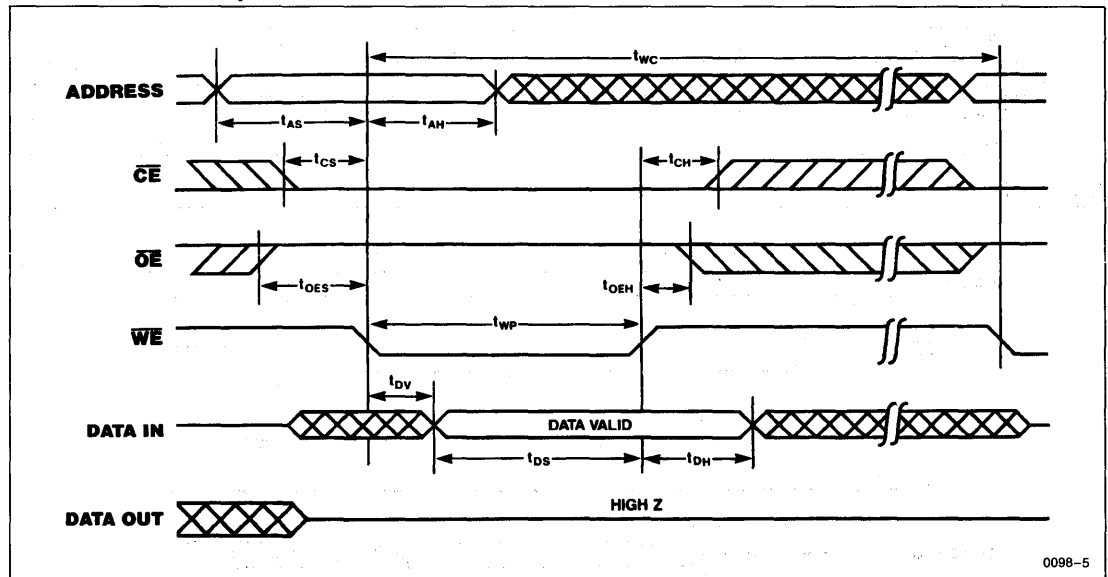 tWC
ADDRESS
tAS
tAH
tCS
tCH
CE
OE
tOES
tOEH
tWP
WE
tDV
DATA IN
DATA VALID
tDS
tDH
DATA OUT
HIGH Z
0098-5